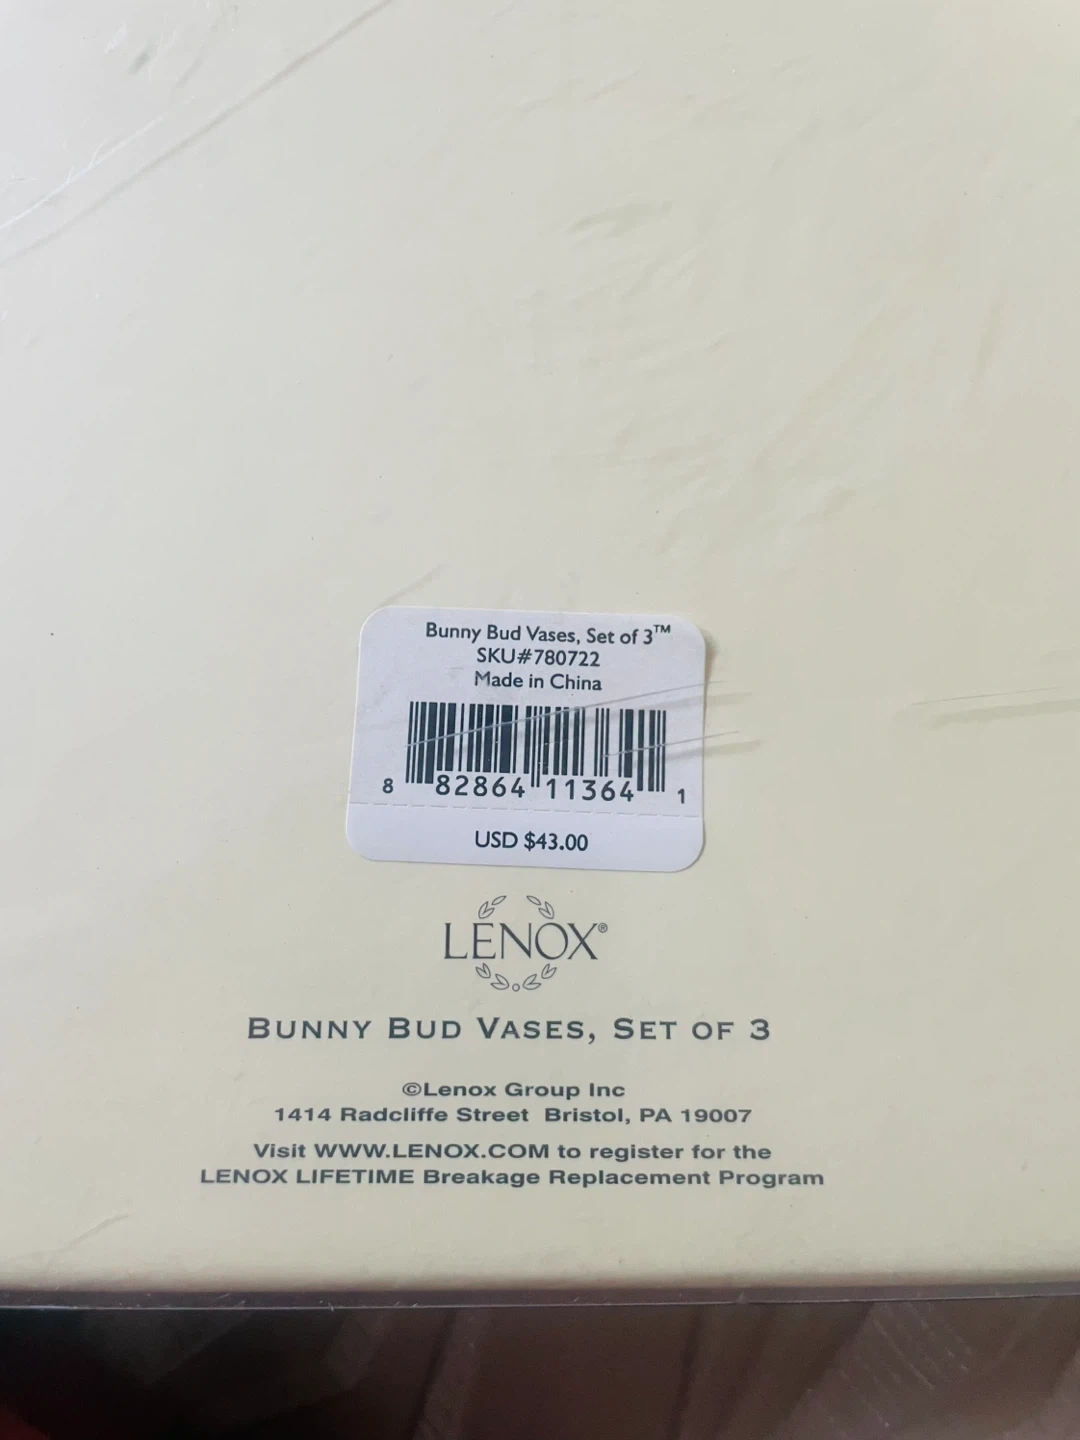 Bunny Bud Vases, Set of 3™
SKU#780722
Made in China
8 82864 11364 1
USD $43.00
LENOX®
BUNNY BUD VASES, SET OF 3
©Lenox Group Inc
1414 Radcliffe Street Bristol, PA 19007
Visit WWW.LENOX.COM to register for the
LENOX LIFETIME Breakage Replacement Program